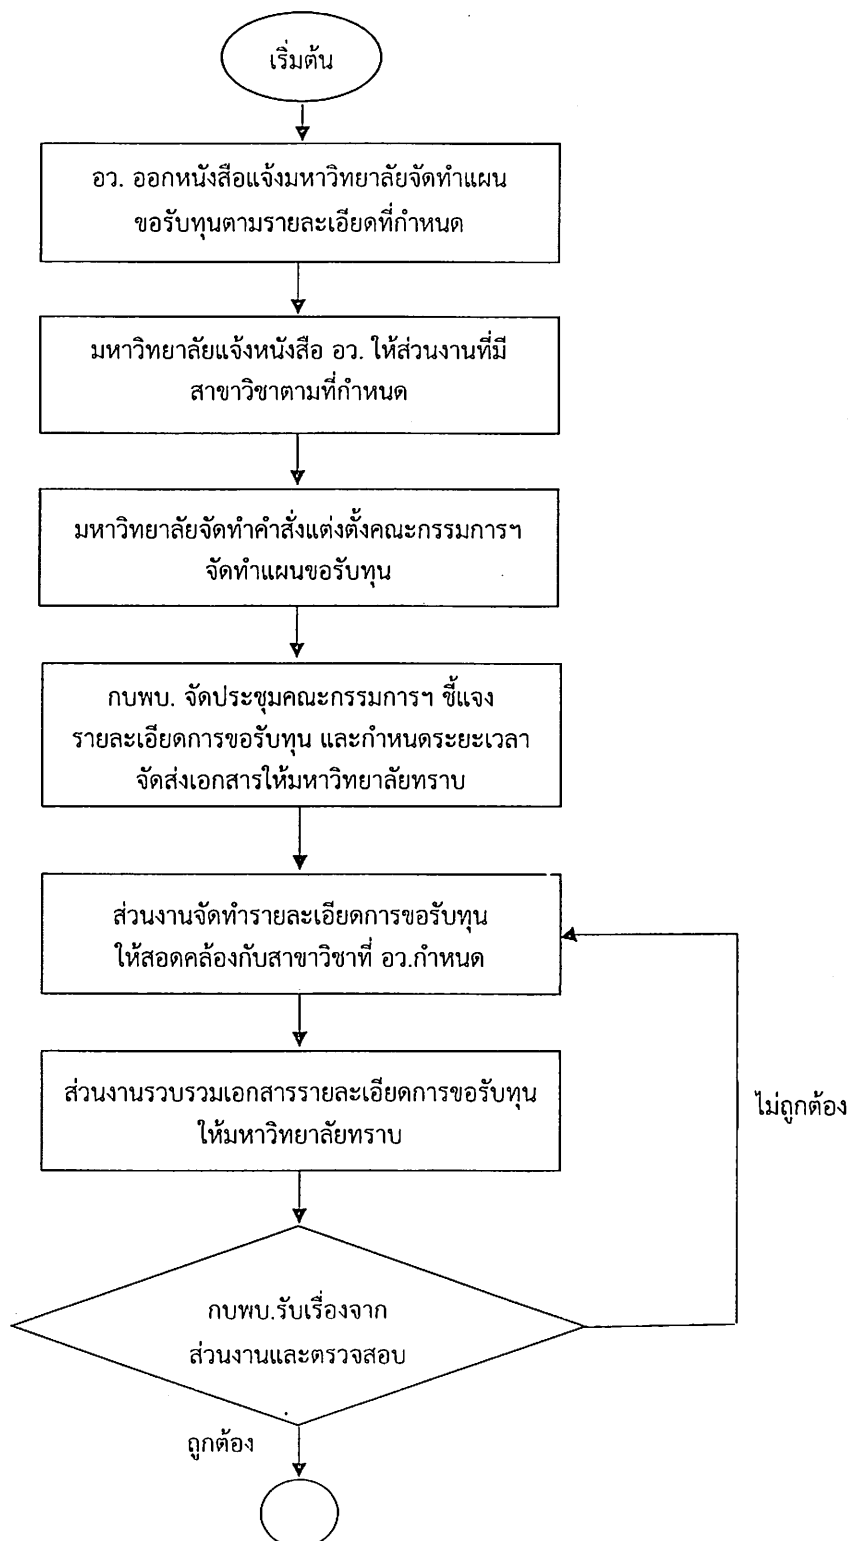 เริ่มต้น
อว. ออกหนังสือแจ้งมหาวิทยาลัยจัดทำแผน
ขอรับทุนตามรายละเอียดที่กำหนด
มหาวิทยาลัยแจ้งหนังสือ อว. ให้ส่วนงานที่มี
สาขาวิชาตามที่กำหนด
มหาวิทยาลัยจัดทำคำสั่งแต่งตั้งคณะกรรมการฯ
จัดทำแผนขอรับทุน
กบพบ. จัดประชุมคณะกรรมการฯ ชี้แจง
รายละเอียดการขอรับทุน และกำหนดระยะเวลา
จัดส่งเอกสารให้มหาวิทยาลัยทราบ
ส่วนงานจัดทำรายละเอียดการขอรับทุน
ให้สอดคล้องกับสาขาวิชาที่ อว.กำหนด
ส่วนงานรวบรวมเอกสารรายละเอียดการขอรับทุน
ให้มหาวิทยาลัยทราบ
ไม่ถูกต้อง
กบพบ.รับเรื่องจาก
ส่วนงานและตรวจสอบ
ถูกต้อง